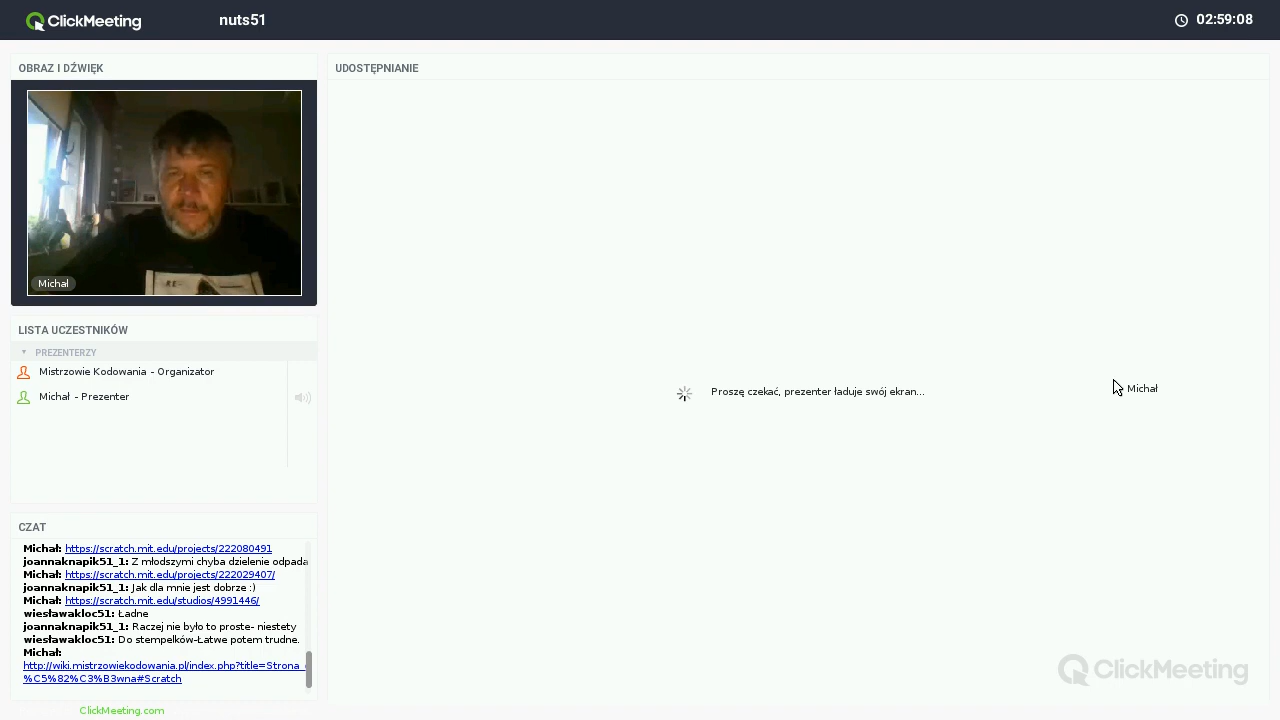 ClickMeeting
nuts51
02:59:08
OBRAZ I DŹWIĘK
RE-
Michał
LISTA UCZESTNIKÓW
PREZENTERZY
Mistrzowie Kodowania - Organizator
Michał - Prezenter
CZAT
Michał: https://scratch.mit.edu/projects/222080491
joannaknapik51_1: Z młodszymi chyba dzielenie odpada
Michał: https://scratch.mit.edu/projects/222029407/
joannaknapik51_1: Jak dla mnie jest dobrze :)
Michał: https://scratch.mit.edu/studios/4991446/
wiesławakloc51: Ładne
joannaknapik51_1: Raczej nie było to proste- niestety
wiesławakloc51: Do stempelków-Łatwe potem trudne.
Michał:
http://wiki.mistrzowiekodowania.pl/index.php?title=Strona_
%C5%82%C3%B3wna#Scratch
ClickMeeting.com
UDOSTĘPNIANIE
Proszę czekać, prezenter ładuje swój ekran...
Michał
ClickMeeting